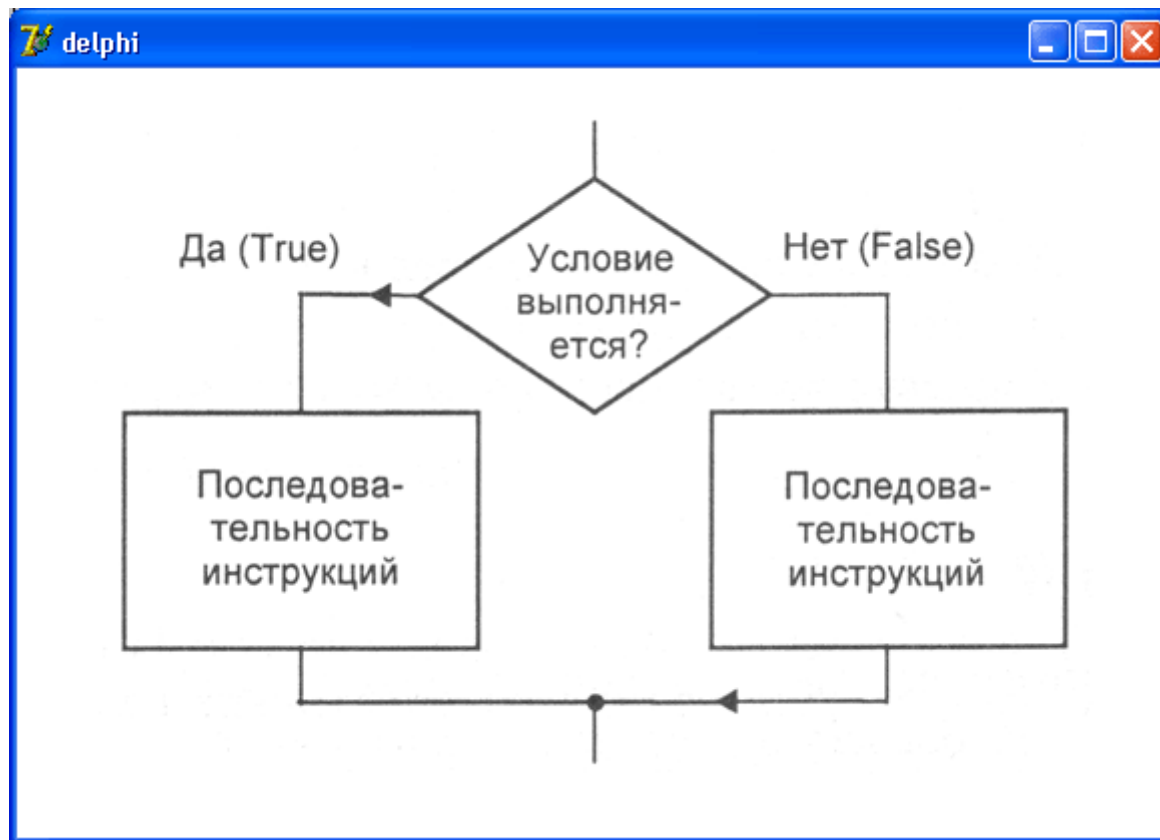 delphi
Да (True)
Нет (False)
Условие
выполня-
ется?
Последова-
тельность
инструкций
Последова-
тельность
инструкций